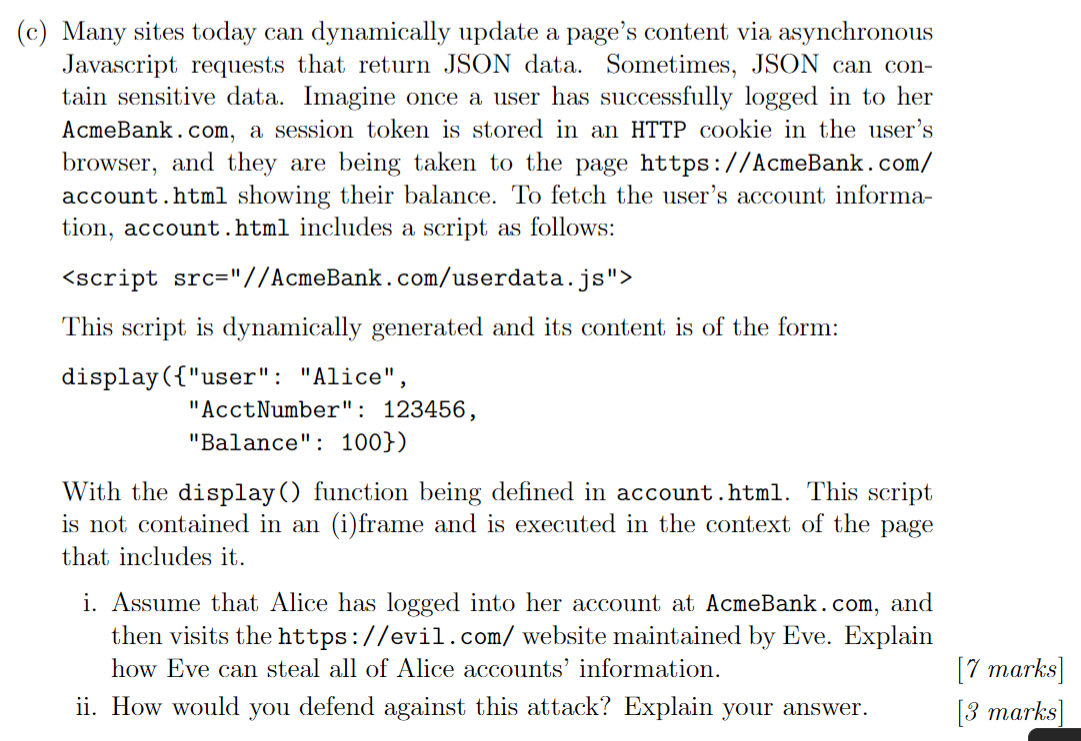 (c) Many sites today can dynamically update a page's content via asynchronous
Javascript requests that return JSON data. Sometimes, JSON can con-
tain sensitive data. Imagine once a user has successfully logged in to her
AcmeBank.com, a session token is stored in an HTTP cookie in the user's
browser, and they are being taken to the page https://AcmeBank.com/
account.html showing their balance. To fetch the user's account informa-
tion, account.html includes a script as follows:
<script src="//AcmeBank.com/userdata.js">
This script is dynamically generated and its content is of the form:
display({"user": "Alice",
"AcctNumber": 123456,
"Balance": 100})
With the display() function being defined in account.html. This script
is not contained in an (i)frame and is executed in the context of the page
that includes it.
i. Assume that Alice has logged into her account at AcmeBank.com, and
then visits the https://evil.com/ website maintained by Eve. Explain
how Eve can steal all of Alice accounts' information. [7 marks]
ii. How would you defend against this attack? Explain your answer. [3 marks]